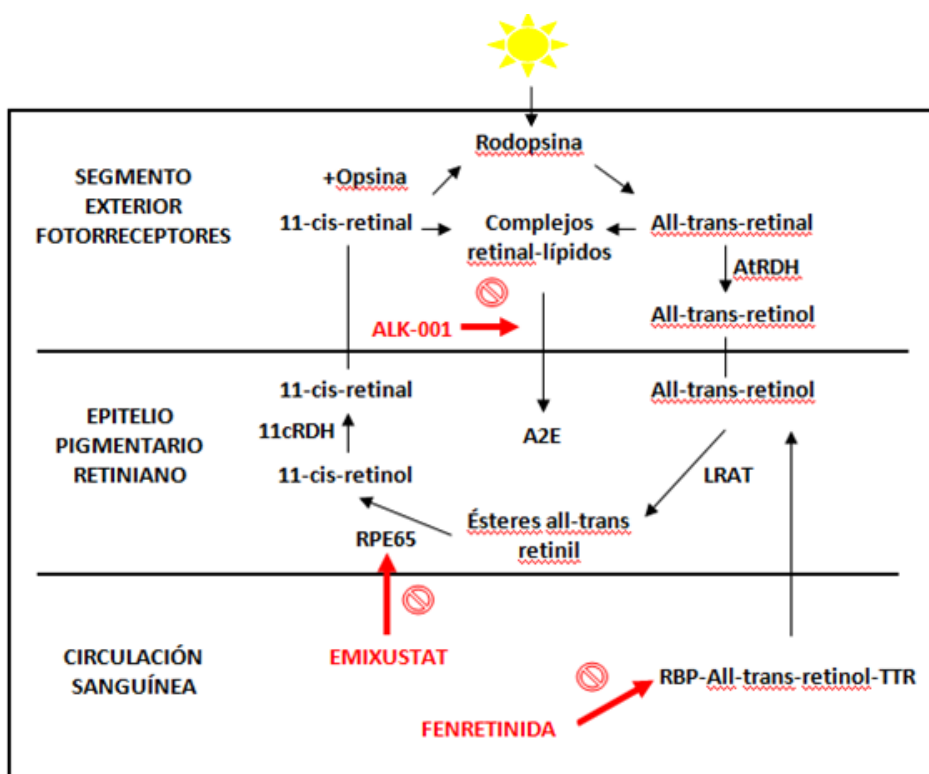 Rodopsina
SEGMENTO
EXTERIOR
FOTORRECEPTORES
+Opsina
11-cis-retinal
Complejos
retinal-lípidos
All-trans-retinal
AtRDH
ALK-001
All-trans-retinol
EPITELIO
PIGMENTARIO
RETINIANO
11-cis-retinal
All-trans-retinol
11cRDH
A2E
11-cis-retinol
LRAT
Ésteres all-trans
retinil
RPE65
CIRCULACIÓN
SANGUÍNEA
EMIXUSTAT
RBP-All-trans-retinol-TTR
FENRETINIDA